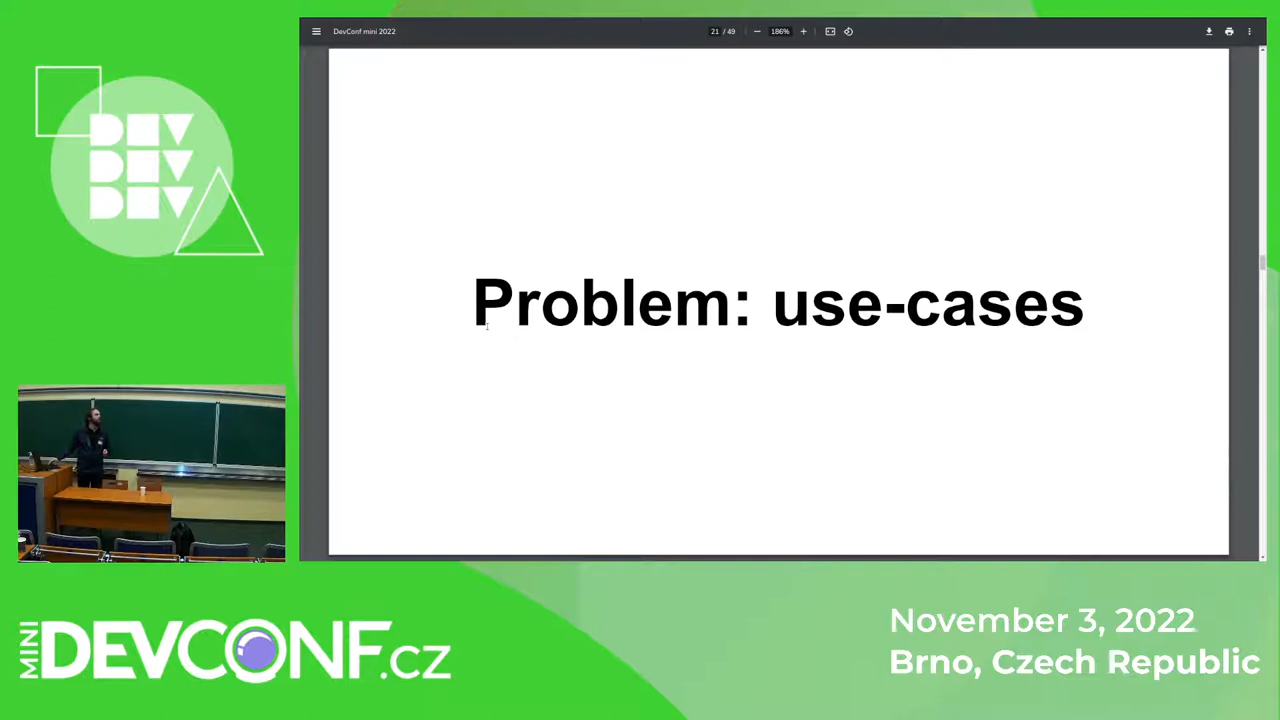 DevConf mini 2022
21 / 49
186%
DEV
DEV
DEV
Problem: use-cases
MINI
DEVCONF.cz
November 3, 2022
Brno, Czech Republic